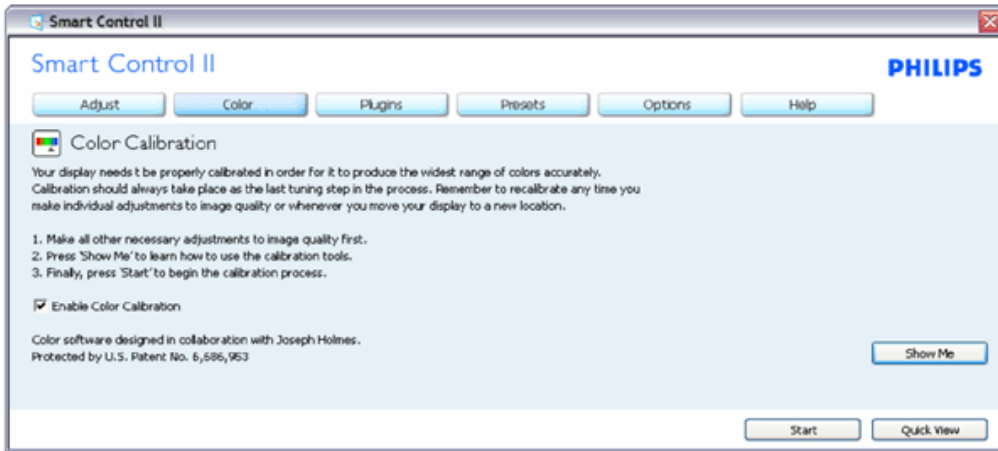 Smart Control II
Smart Control II
PHILIPS
Adjust Color Plugins Presets Options Help
Color Calibration
Your display needs t be properly calibrated in order for it to produce the widest range of colors accurately.
Calibration should always take place as the last tuning step in the process. Remember to recalibrate any time you
make individual adjustments to image quality or whenever you move your display to a new location.
1. Make all other necessary adjustments to image quality first.
2. Press 'Show Me' to learn how to use the calibration tools.
3. Finally, press 'Start' to begin the calibration process.
Enable Color Calibration
Color software designed in collaboration with Joseph Holmes.
Protected by U.S. Patent No. 6,686,953
Show Me
Start Quick View